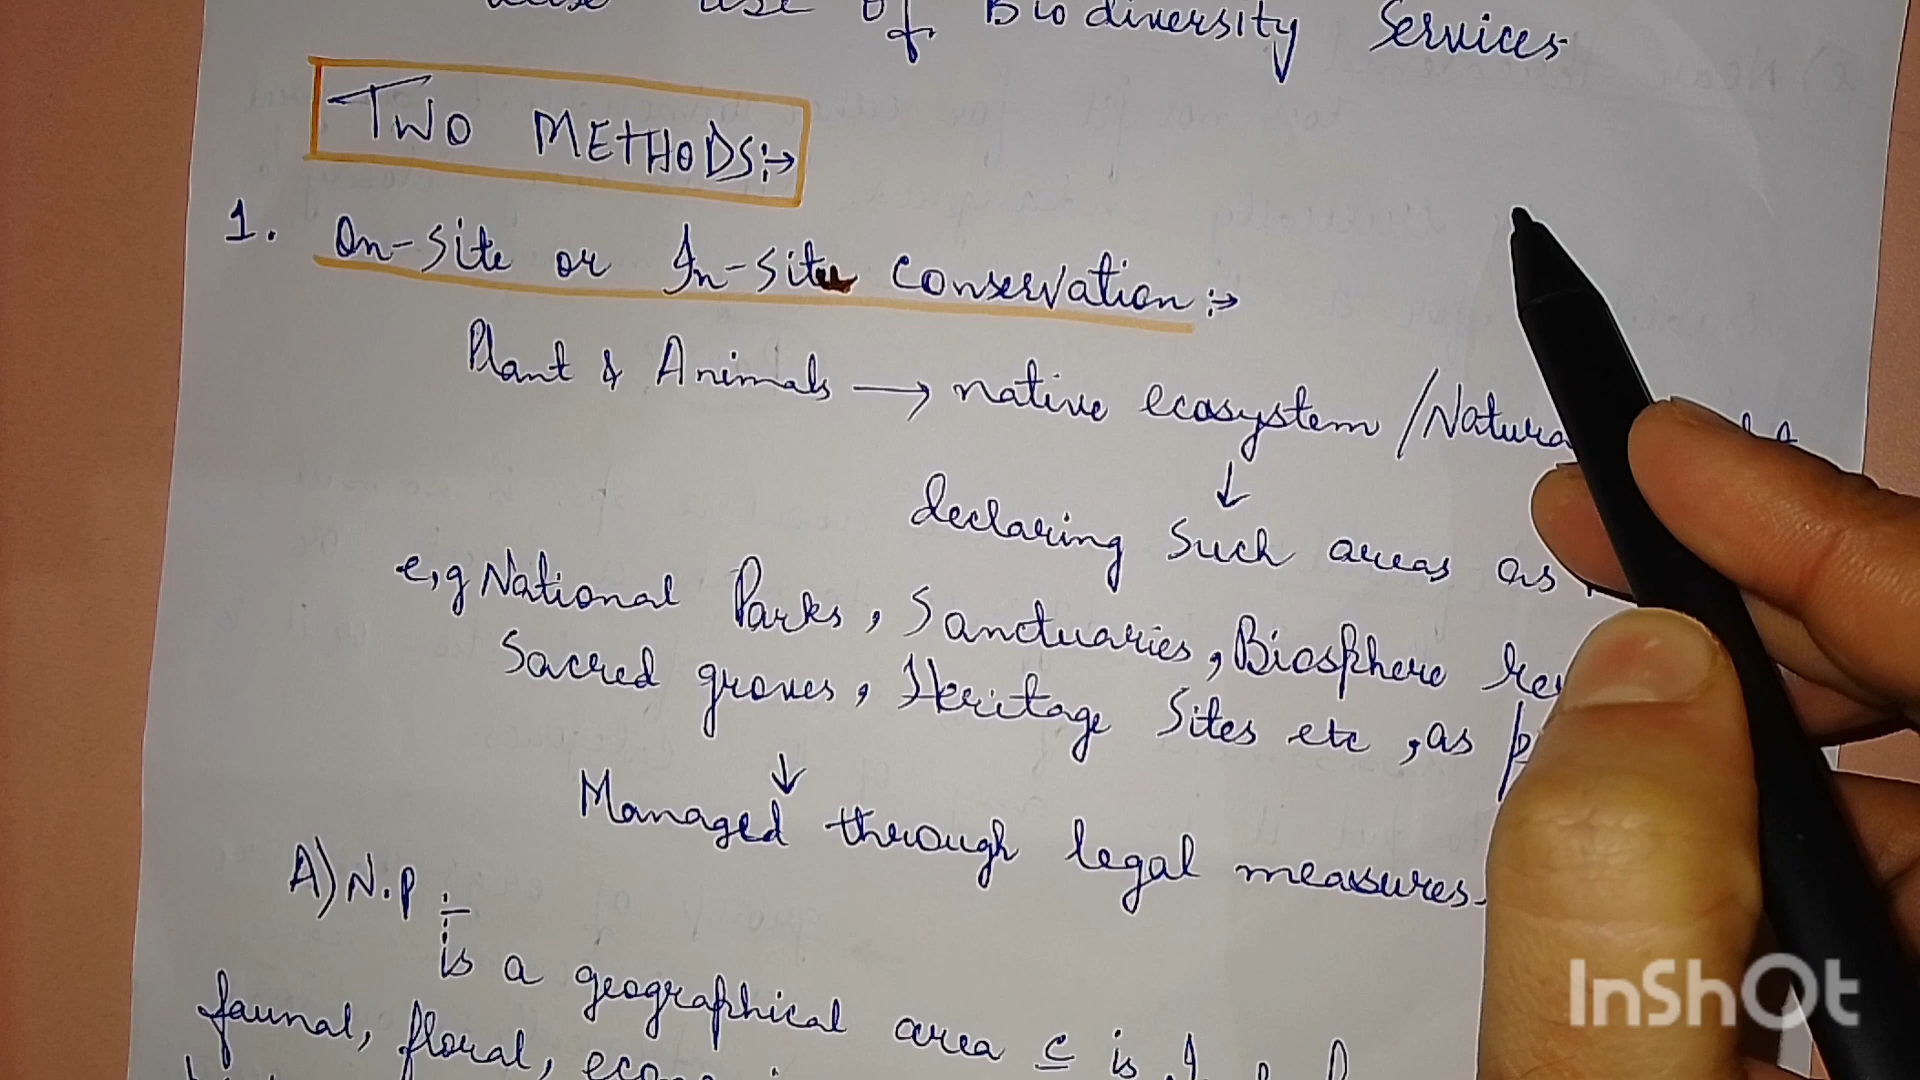 use of Biodiversity Services
TWO METHODS:→
1. On-site or In-situ conservation:→
Plant & Animals → native ecosystem /Natura
↓
declaring such areas as
e,g National Parks, Sanctuaries, Biosphere
Sacred groves, Heritage Sites etc, as
↓
Managed through legal measures.
A) N.P :-
is a geographical area c is
faunal, floral,
InShOt